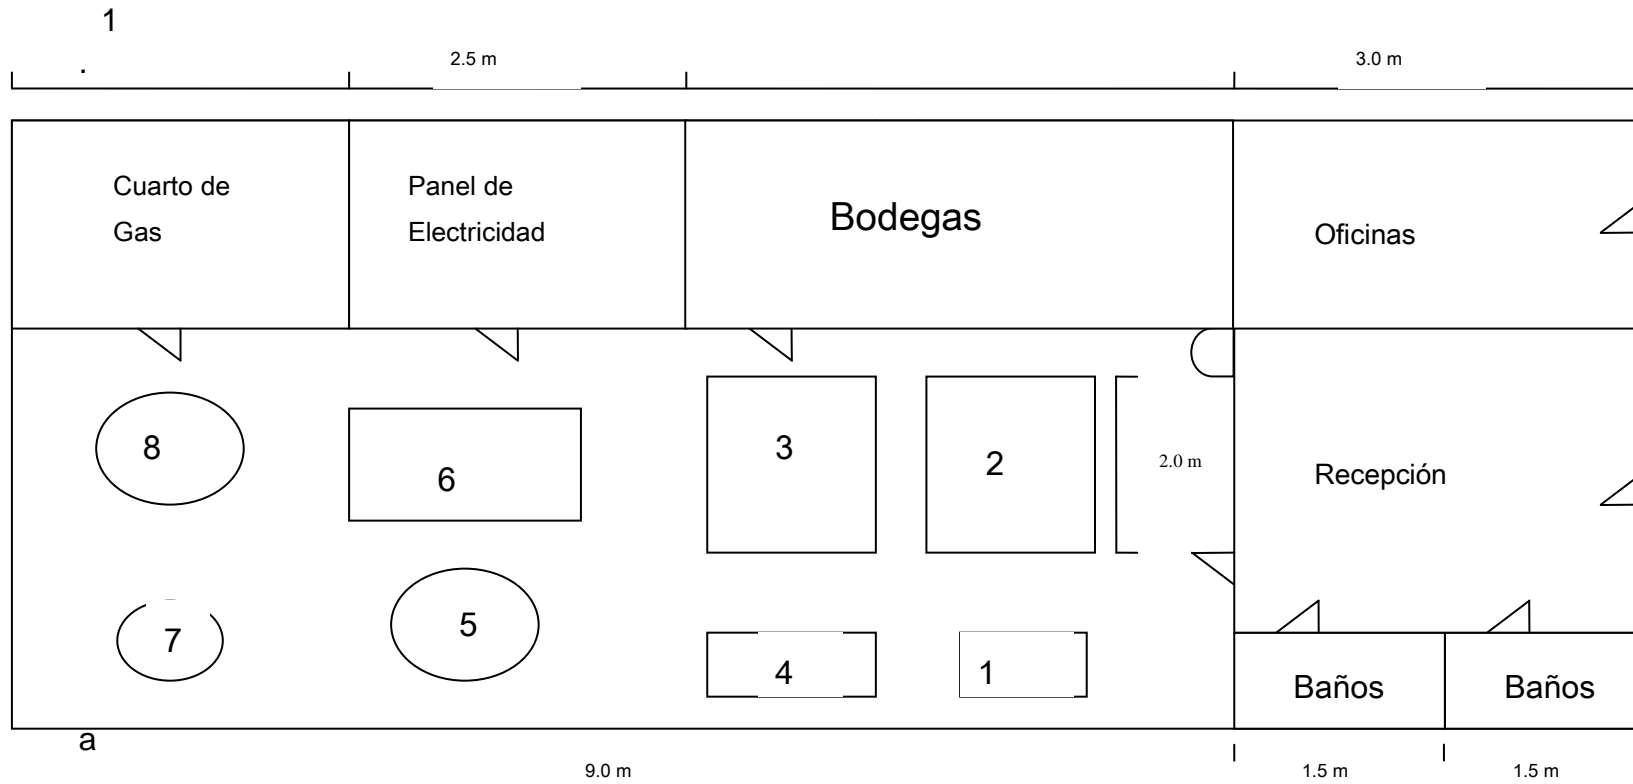 1
.
2.5 m
3.0 m
Cuarto de
Gas
Panel de
Electricidad
Bodegas
Oficinas
8
6
3
2
2.0 m
Recepción
7
5
4
1
Baños
Baños
a
9.0 m
1.5 m
1.5 m